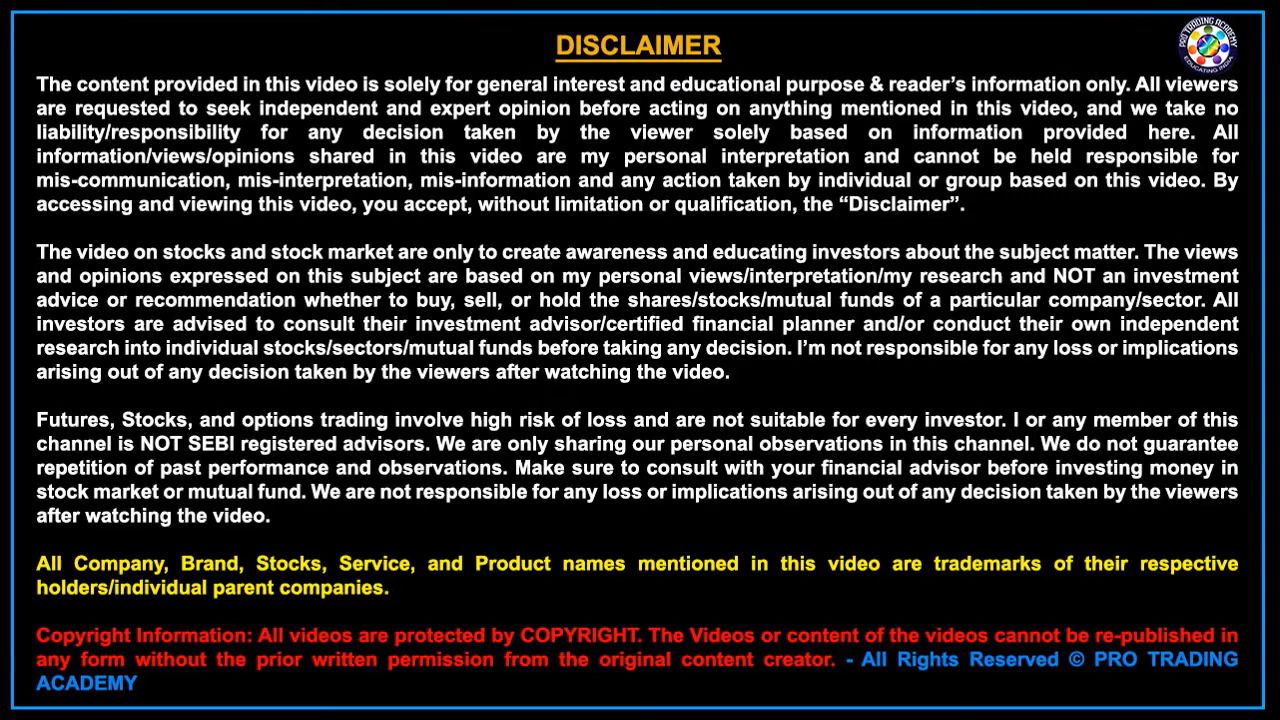 DISCLAIMER
PRO TRADING ACADEMY
EDUCATING INDIA
The content provided in this video is solely for general interest and educational purpose & reader's information only. All viewers
are requested to seek independent and expert opinion before acting on anything mentioned in this video, and we take no
liability/responsibility for any decision taken by the viewer solely based on information provided here. All
information/views/opinions shared in this video are my personal interpretation and cannot be held responsible for
mis-communication, mis-interpretation, mis-information and any action taken by individual or group based on this video. By
accessing and viewing this video, you accept, without limitation or qualification, the “Disclaimer”.
The video on stocks and stock market are only to create awareness and educating investors about the subject matter. The views
and opinions expressed on this subject are based on my personal views/interpretation/my research and NOT an investment
advice or recommendation whether to buy, sell, or hold the shares/stocks/mutual funds of a particular company/sector. All
investors are advised to consult their investment advisor/certified financial planner and/or conduct their own independent
research into individual stocks/sectors/mutual funds before taking any decision. I’m not responsible for any loss or implications
arising out of any decision taken by the viewers after watching the video.
Futures, Stocks, and options trading involve high risk of loss and are not suitable for every investor. I or any member of this
channel is NOT SEBI registered advisors. We are only sharing our personal observations in this channel. We do not guarantee
repetition of past performance and observations. Make sure to consult with your financial advisor before investing money in
stock market or mutual fund. We are not responsible for any loss or implications arising out of any decision taken by the viewers
after watching the video.
All Company, Brand, Stocks, Service, and Product names mentioned in this video are trademarks of their respective
holders/individual parent companies.
Copyright Information: All videos are protected by COPYRIGHT. The Videos or content of the videos cannot be re-published in
any form without the prior written permission from the original content creator. - All Rights Reserved © PRO TRADING
ACADEMY